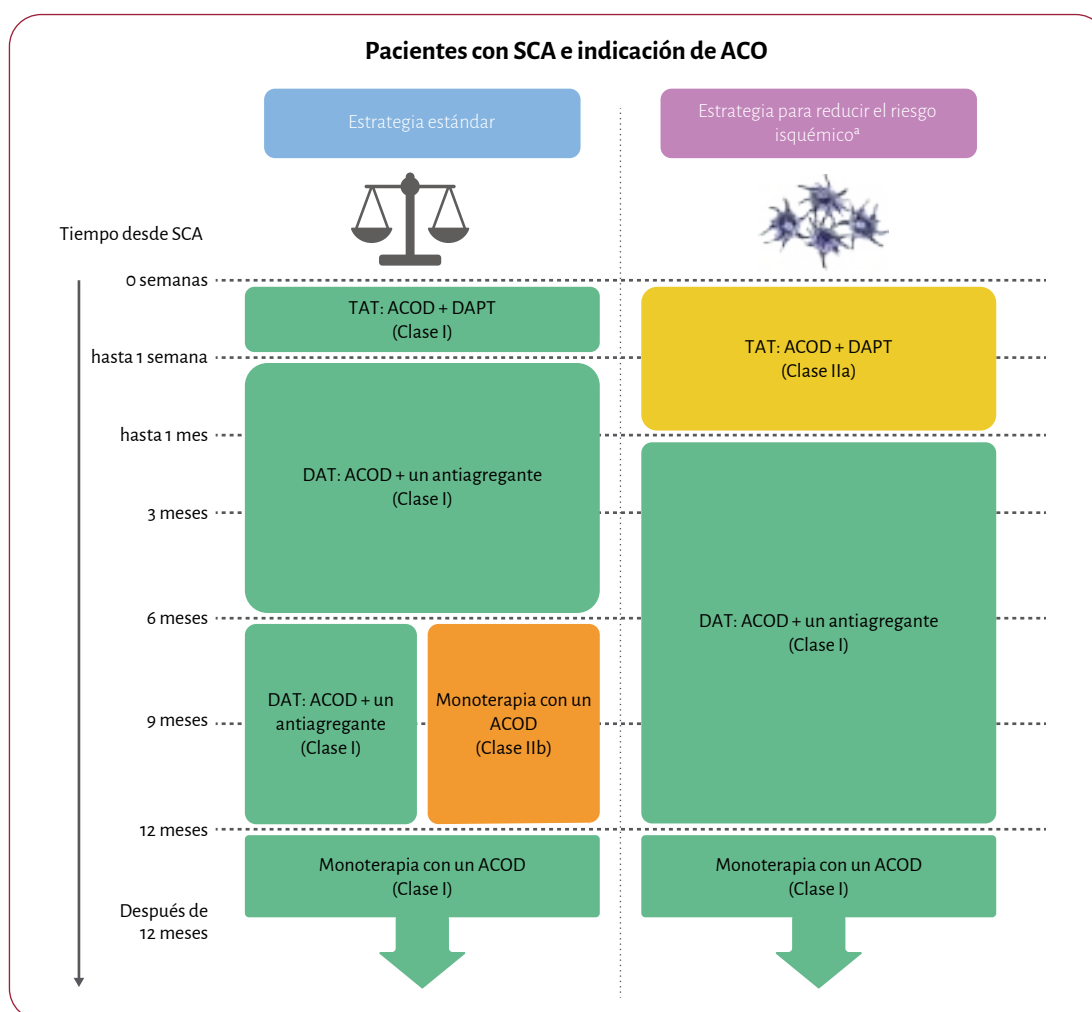 Pacientes con SCA e indicación de ACO
Estrategia estándar
Estrategia para reducir el riesgo
isquémicoª
Tiempo desde SCA
0 semanas
TAT: ACOD + DAPT
(Clase I)
TAT: ACOD + DAPT
(Clase IIa)
hasta 1 semana
hasta 1 mes
DAT: ACOD + un antiagregante
(Clase I)
3 meses
6 meses
DAT: ACOD + un antiagregante
(Clase I)
DAT: ACOD + un
antiagregante
(Clase I)
Monoterapia con un
ACOD
(Clase IIb)
9 meses
12 meses
Monoterapia con un ACOD
(Clase I)
Monoterapia con un ACOD
(Clase I)
Después de
12 meses